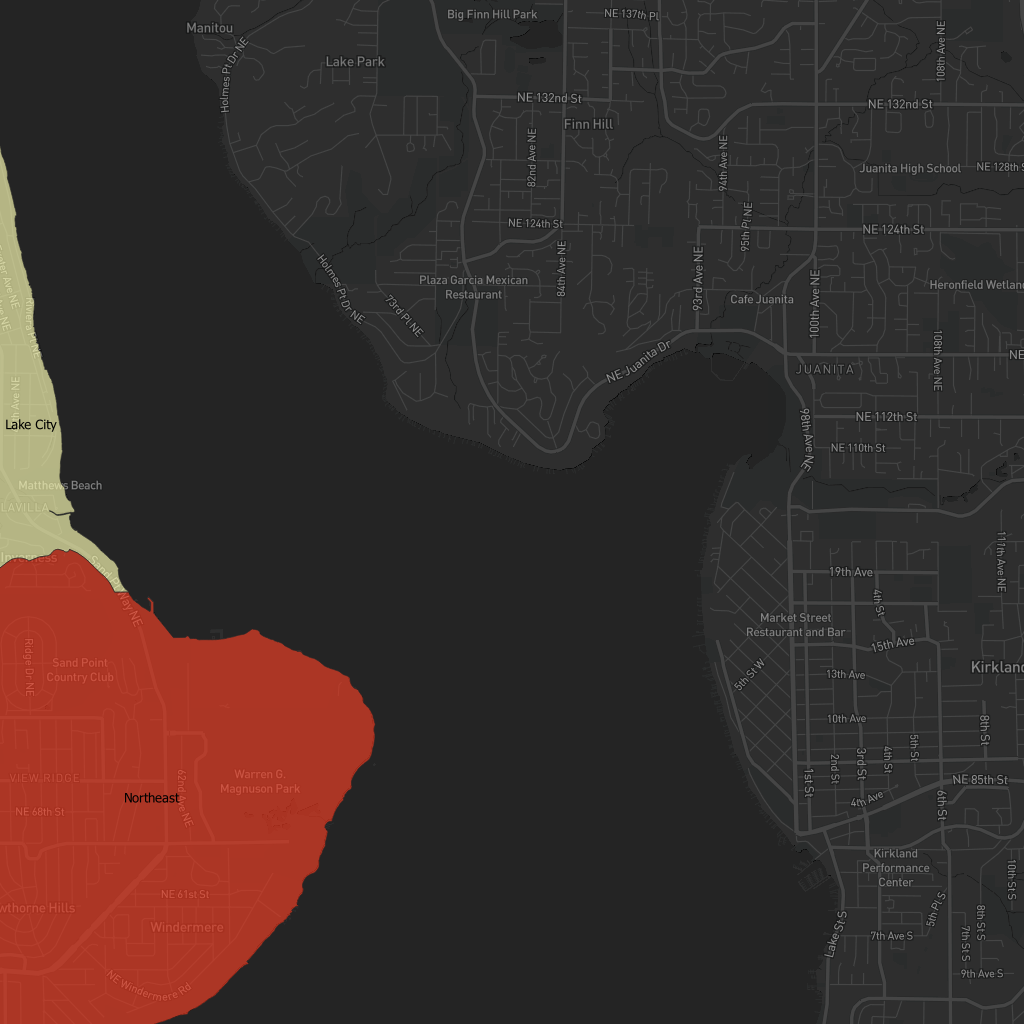 Manitou
Big Finn Hill Park
NE 137th Pl
108th Ave NE
Holmes Pt Dr NE
Lake Park
NE 132nd St
NE 132nd St
Finn Hill
82nd Ave NE
94th Ave NE
Juanita High School
NE 128th S
NE 124th St
95th Pl NE
NE 124th St
Holmes Pt Dr NE
Plaza Garcia Mexican
Restaurant
84th Ave NE
93rd Ave NE
Cafe Juanita
100th Ave NE
Heronfield Wetland
73rd Pl NE
Riviera Pl NE
Ave NE
NE Juanita Dr
JUANITA
108th Ave NE
NE
Lake City
98th Ave NE
NE 112th St
NE 110th St
Matthews Beach
LAVILLA
Inverness
Sand Pt Way NE
117th Ave NE
19th Ave
4th St
Market Street
Restaurant and Bar
15th Ave
Ridge Dr NE
Sand Point
Country Club
5th St W
13th Ave
Kirkland
10th Ave
8th St
5th St
VIEW RIDGE
62nd Ave NE
Warren G.
Magnuson Park
Northeast
NE 68th St
1st St
2nd St
3rd St
4th St
NE 85th St
4th Ave
6th St
NE 61st St
wthorne Hills
Windermere
NE Windermere Rd
Kirkland
Performance
Center
10th St S
5th Pl S
Lake St S
7th Ave S
7th St S
8th St S
9th Ave S